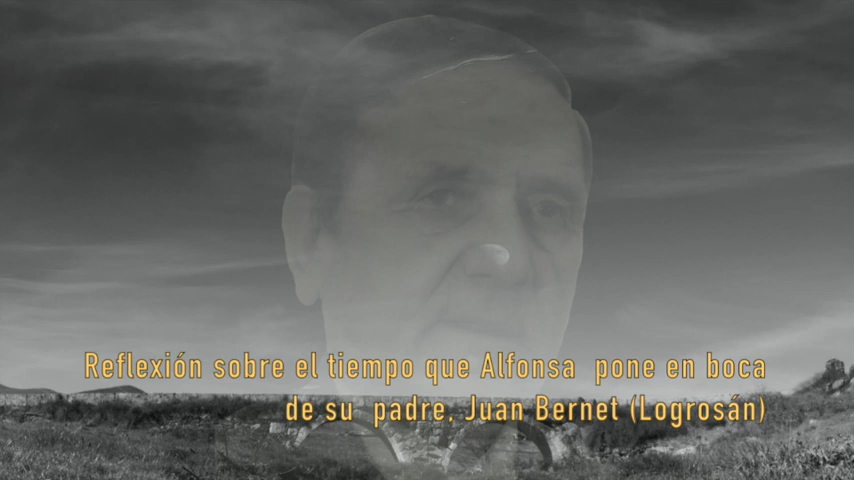 Reflexión sobre el tiempo que Alfonsa pone en boca
de su padre, Juan Bernet (Logrosán)